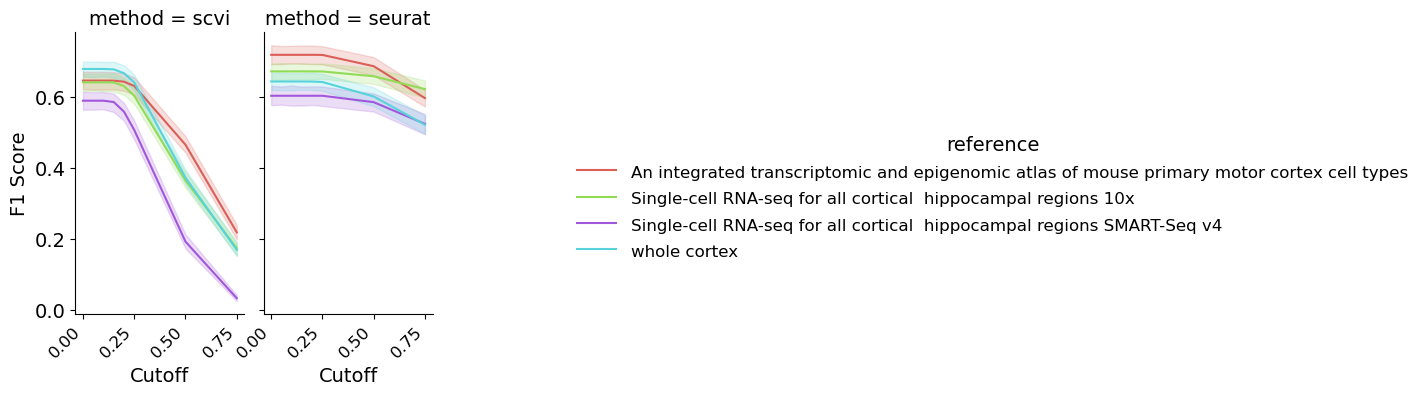 method = scvi
method = seurat
F1 Score
0.6
0.4
0.2
0.0
0.00
0.25
0.50
0.75
0.00
0.25
0.50
0.75
Cutoff
Cutoff
reference
An integrated transcriptomic and epigenomic atlas of mouse primary motor cortex cell types
Single-cell RNA-seq for all cortical  hippocampal regions 10x
Single-cell RNA-seq for all cortical  hippocampal regions SMART-Seq v4
whole cortex